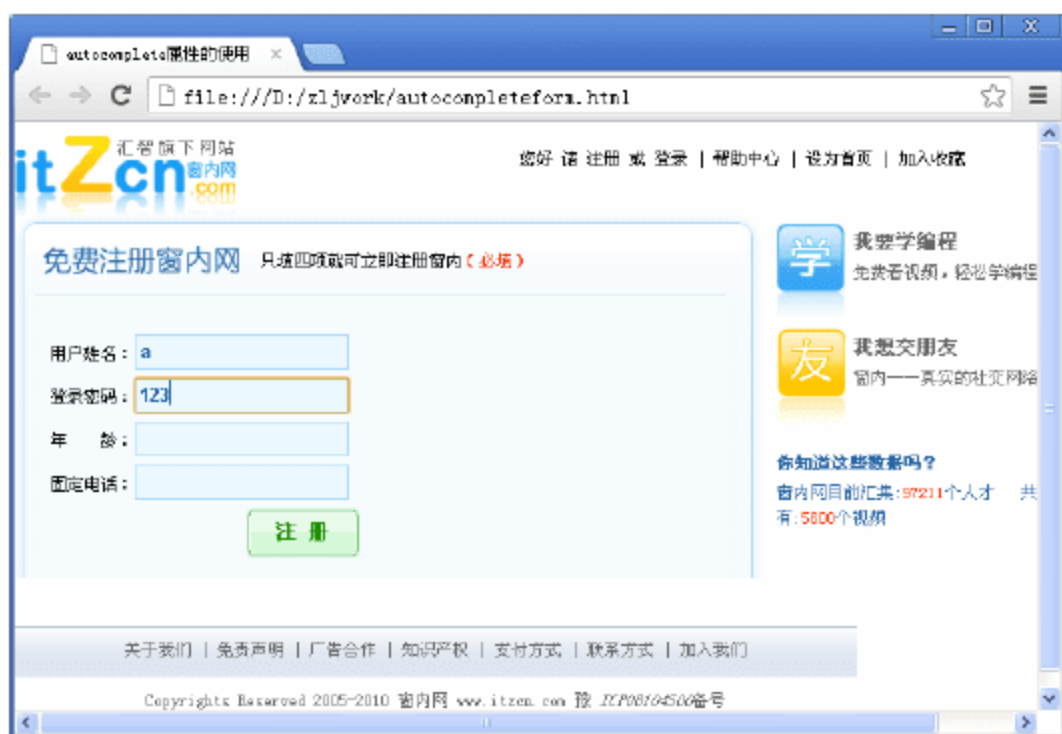 autocomplete属性的使用
file:///D:/zljwork/autocompleteform.html
itZcn
汇智旗下网站
窗内网
.com
您好 请 注册 或 登录 | 帮助中心 | 设为首页 | 加入收藏
免费注册窗内网 只填四项就可立即注册窗内(必填)
用户姓名: a
登录密码: 123
年 龄:
固定电话:
注 册
学
我要学编程
免费看视频,轻松学编程
友
我想交朋友
窗内——真实的社交网络
你知道这些数据吗?
窗内网目前汇集:97211个人才 共
有:5800个视频
关于我们 | 免责声明 | 广告合作 | 知识产权 | 支付方式 | 联系方式 | 加入我们
Copyrights Reserved 2005-2010 窗内网 www.itzcn.com 豫 ICP08104500备号